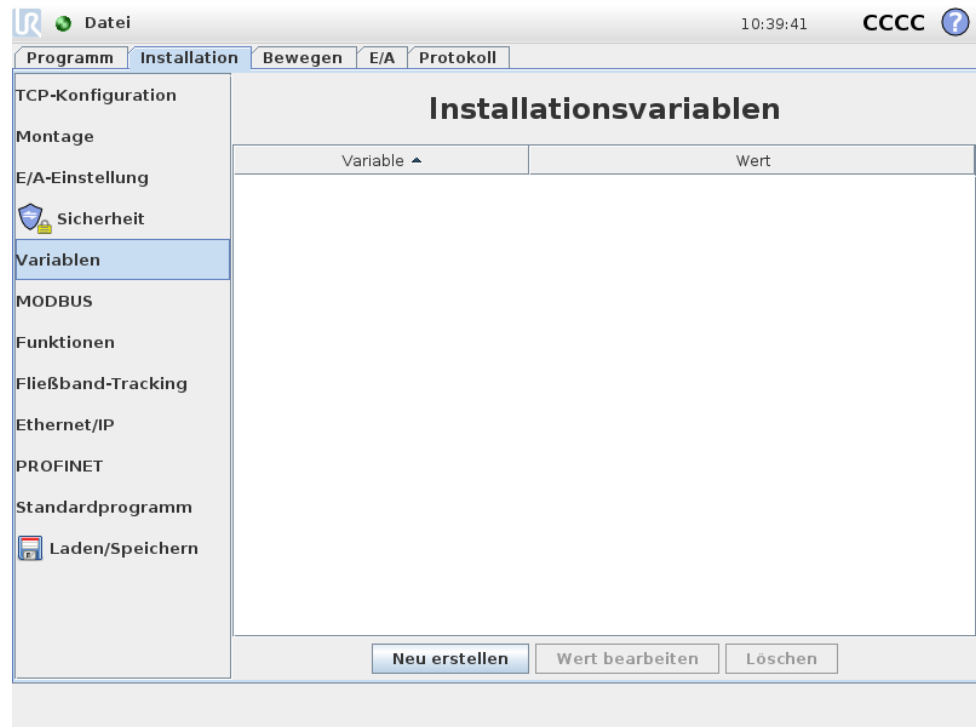 UR Datei 10:39:41 CCCC ?
Programm Installation Bewegen E/A Protokoll
TCP-Konfiguration
Montage
E/A-Einstellung
Sicherheit
Variablen
MODBUS
Funktionen
Fließband-Tracking
Ethernet/IP
PROFINET
Standardprogramm
Laden/Speichern
Installationsvariablen
Variable Wert
Neu erstellen Wert bearbeiten Löschen